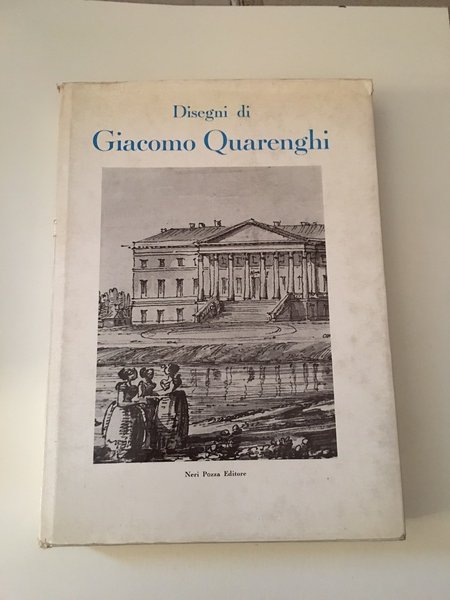 Disegni di
Giacomo Quarenghi
Neri Pozza Editore